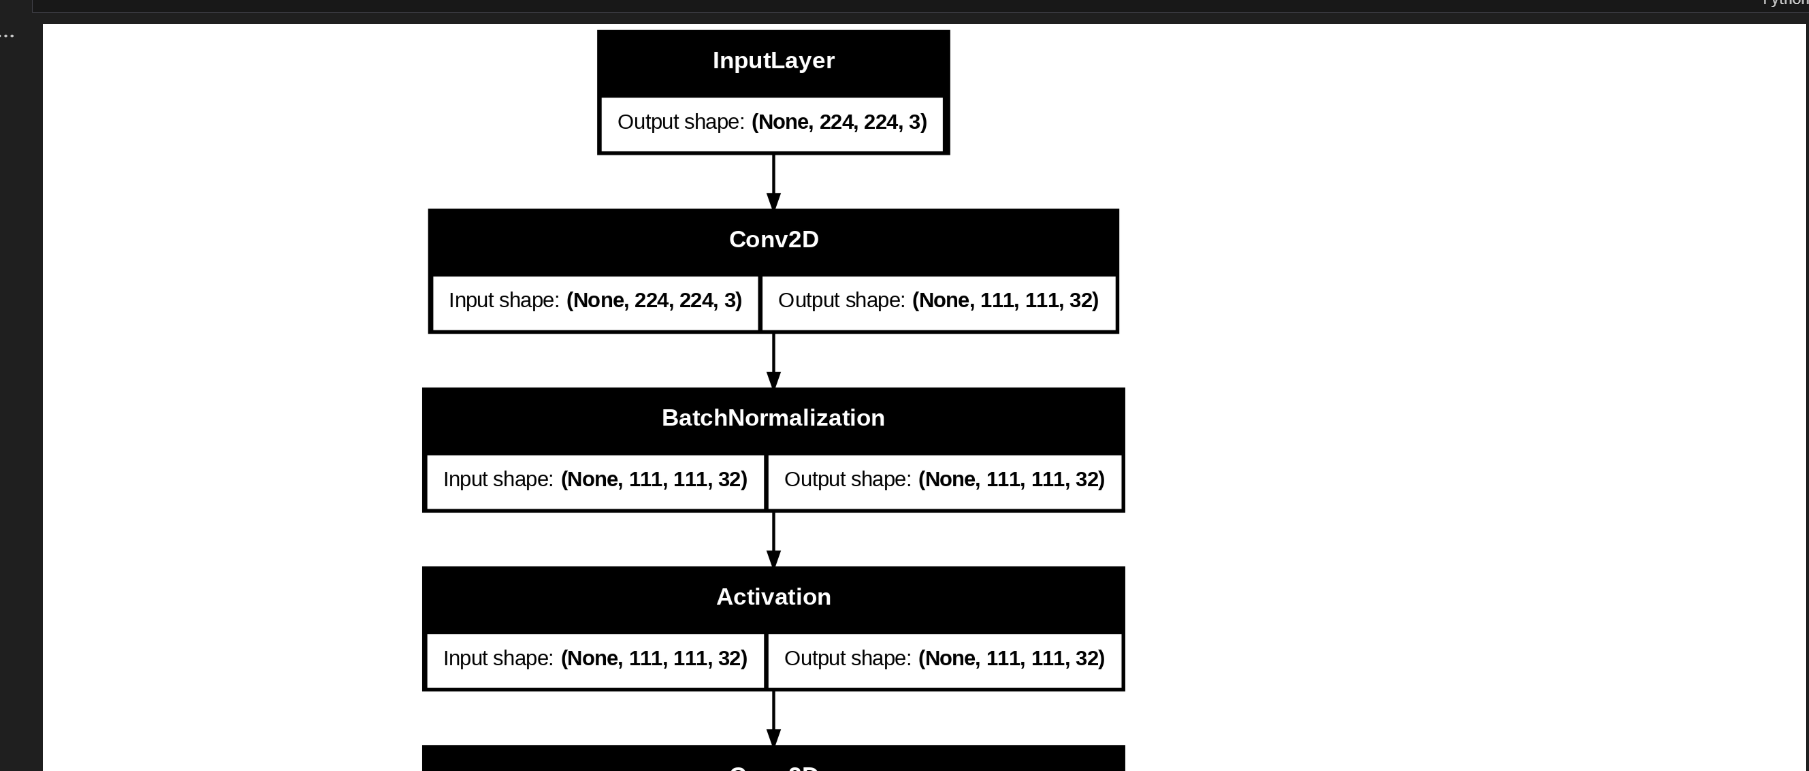 Python
...
InputLayer
Output shape: (None, 224, 224, 3)
Conv2D
Input shape: (None, 224, 224, 3) Output shape: (None, 111, 111, 32)
BatchNormalization
Input shape: (None, 111, 111, 32) Output shape: (None, 111, 111, 32)
Activation
Input shape: (None, 111, 111, 32) Output shape: (None, 111, 111, 32)
Conv2D